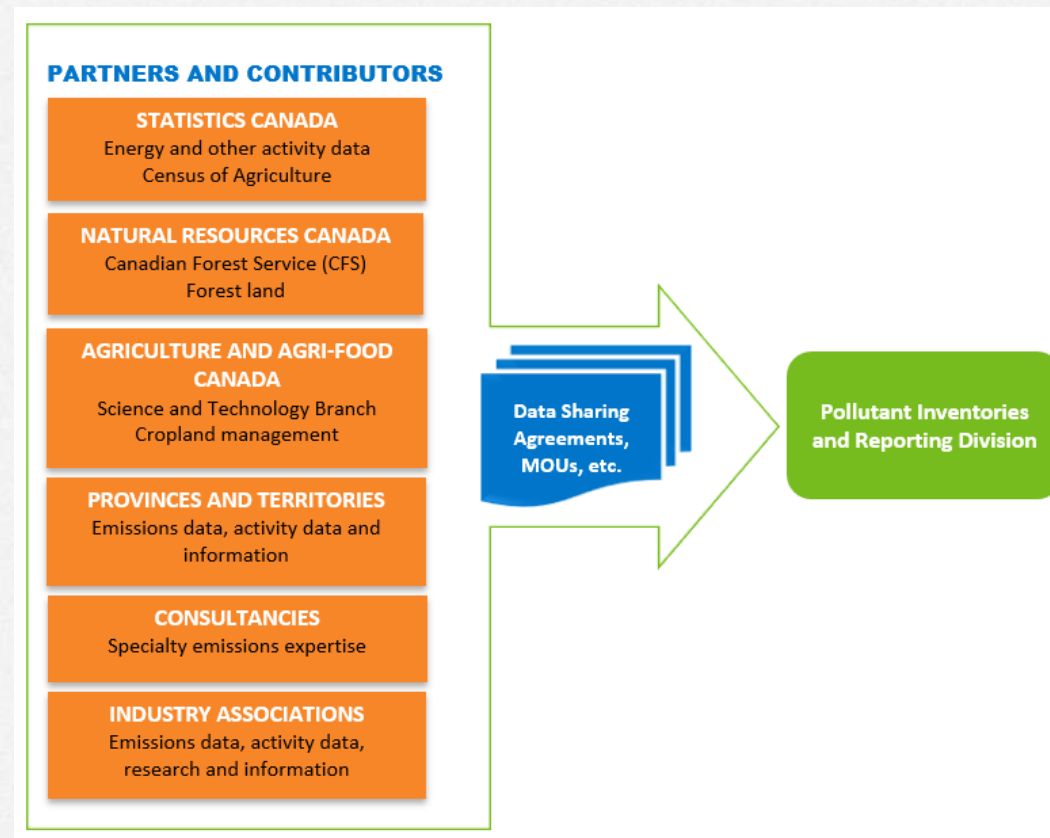 PARTNERS AND CONTRIBUTORS
STATISTICS CANADA
Energy and other activity data
Census of Agriculture
NATURAL RESOURCES CANADA
Canadian Forest Service (CFS)
Forest land
AGRICULTURE AND AGRI-FOOD
CANADA
Science and Technology Branch
Cropland management
PROVINCES AND TERRITORIES
Emissions data, activity data and
information
CONSULTANCIES
Specialty emissions expertise
INDUSTRY ASSOCIATIONS
Emissions data, activity data,
research and information
Data Sharing
Agreements,
MOUs, etc.
Pollutant Inventories
and Reporting Division